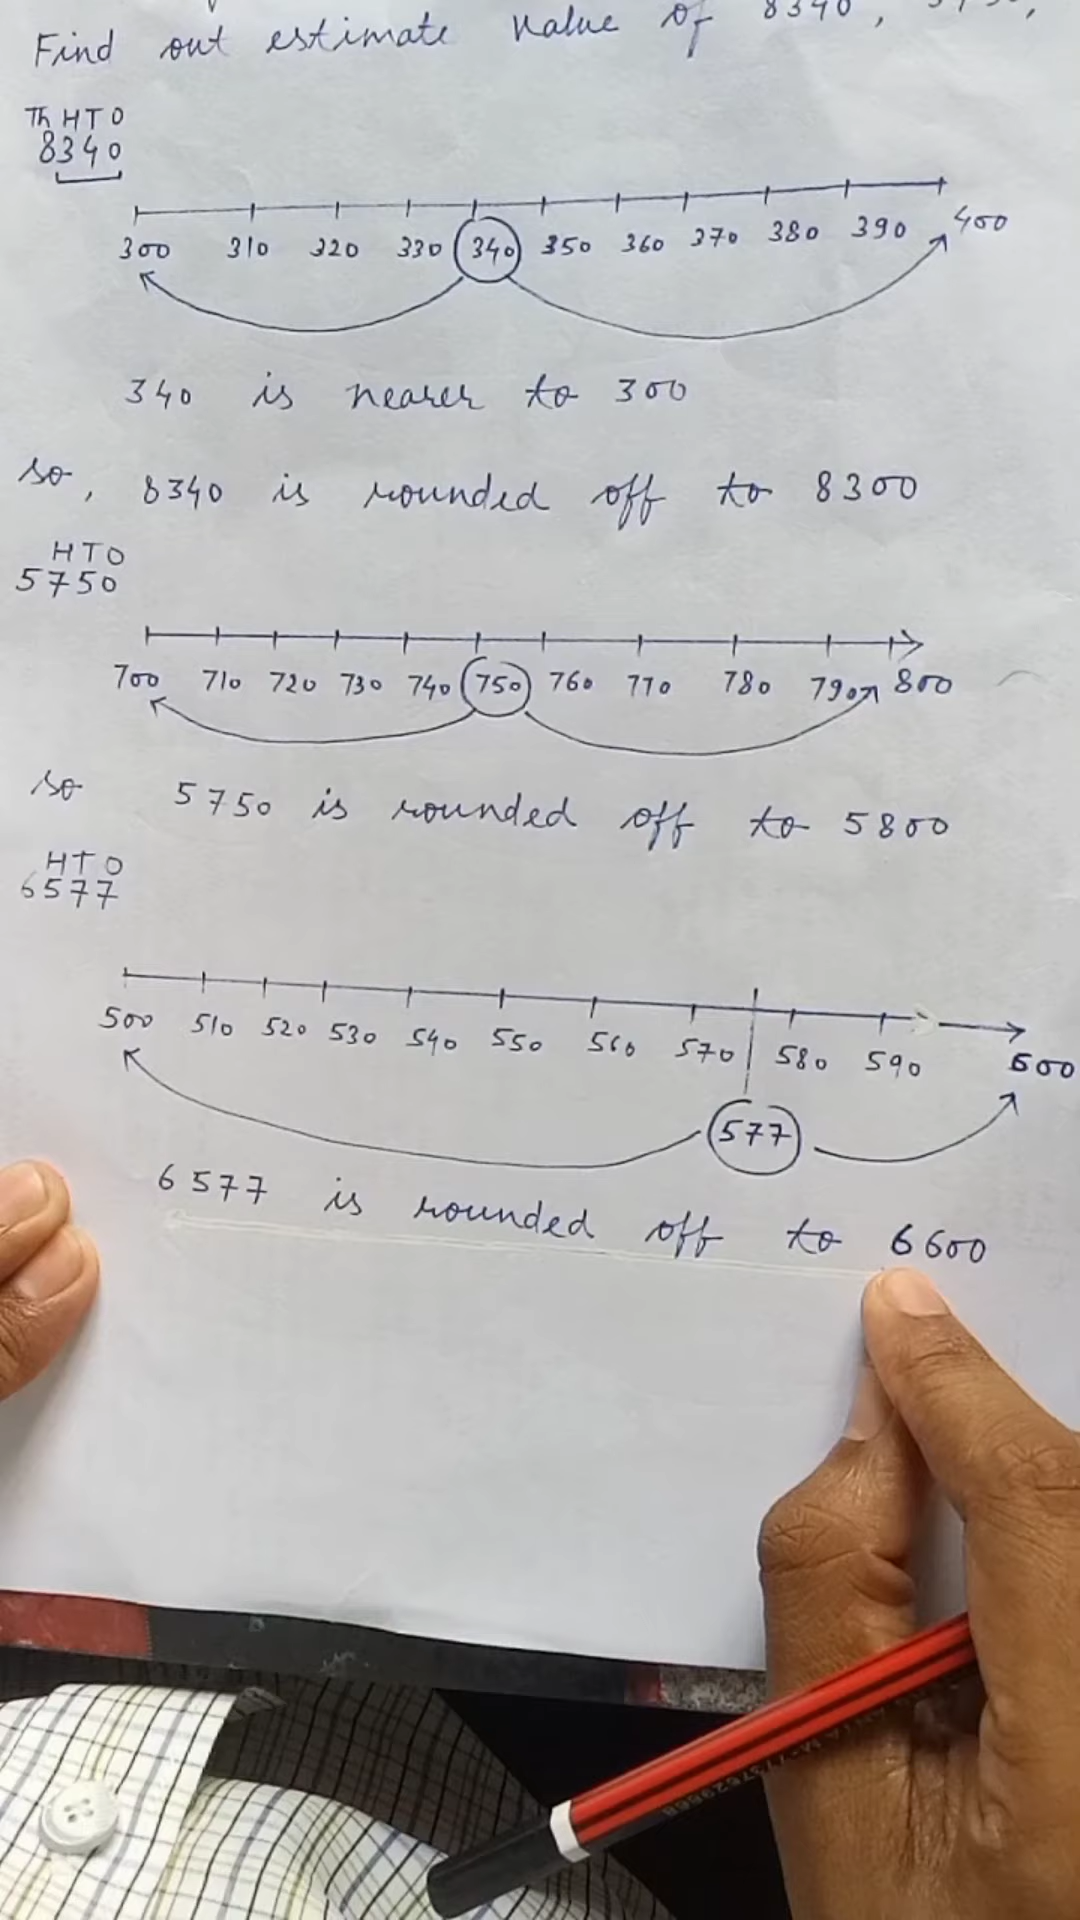 Find out estimate value of 8340,
Th H T O
8340
300 310 320 330 340 350 360 370 380 390 400
340 is nearer to 300
so, 8340 is rounded off to 8300
H T O
5750
700 710 720 730 740 750 760 770 780 790 800
so 5750 is rounded off to 5800
H T O
6577
500 510 520 530 540 550 560 570 580 590 600
577
6577 is rounded off to 6600